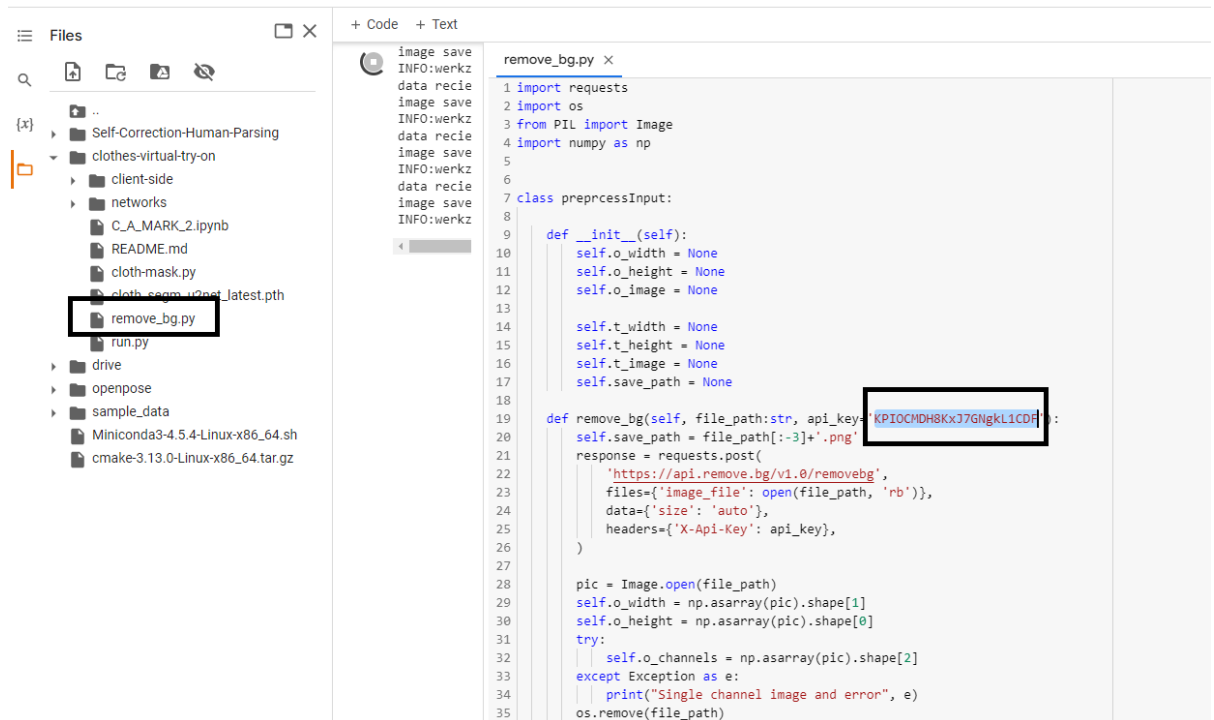 Files
+ Code + Text
{x}
..
Self-Correction-Human-Parsing
clothes-virtual-try-on
client-side
networks
C_A_MARK_2.ipynb
README.md
cloth-mask.py
cloth_segm_u2net_latest.pth
remove_bg.py
run.py
drive
openpose
sample_data
Miniconda3-4.5.4-Linux-x86_64.sh
cmake-3.13.0-Linux-x86_64.tar.gz
image save
INFO:werkz
data recie
image save
INFO:werkz
data recie
image save
INFO:werkz
data recie
image save
INFO:werkz
remove_bg.py
1 import requests
2 import os
3 from PIL import Image
4 import numpy as np
5
6
7 class preprcessInput:
8
9 def __init__(self):
10 self.o_width = None
11 self.o_height = None
12 self.o_image = None
13
14 self.t_width = None
15 self.t_height = None
16 self.t_image = None
17 self.save_path = None
18
19 def remove_bg(self, file_path:str, api_key='KPIOCMDH8KxJ7GNgkL1CDF'):
20 self.save_path = file_path[:-3]+'.png'
21 response = requests.post(
22 'https://api.remove.bg/v1.0/removebg',
23 files={'image_file': open(file_path, 'rb')},
24 data={'size': 'auto'},
25 headers={'X-Api-Key': api_key},
26 )
27
28 pic = Image.open(file_path)
29 self.o_width = np.asarray(pic).shape[1]
30 self.o_height = np.asarray(pic).shape[0]
31 try:
32 self.o_channels = np.asarray(pic).shape[2]
33 except Exception as e:
34 print("Single channel image and error", e)
35 os.remove(file_path)